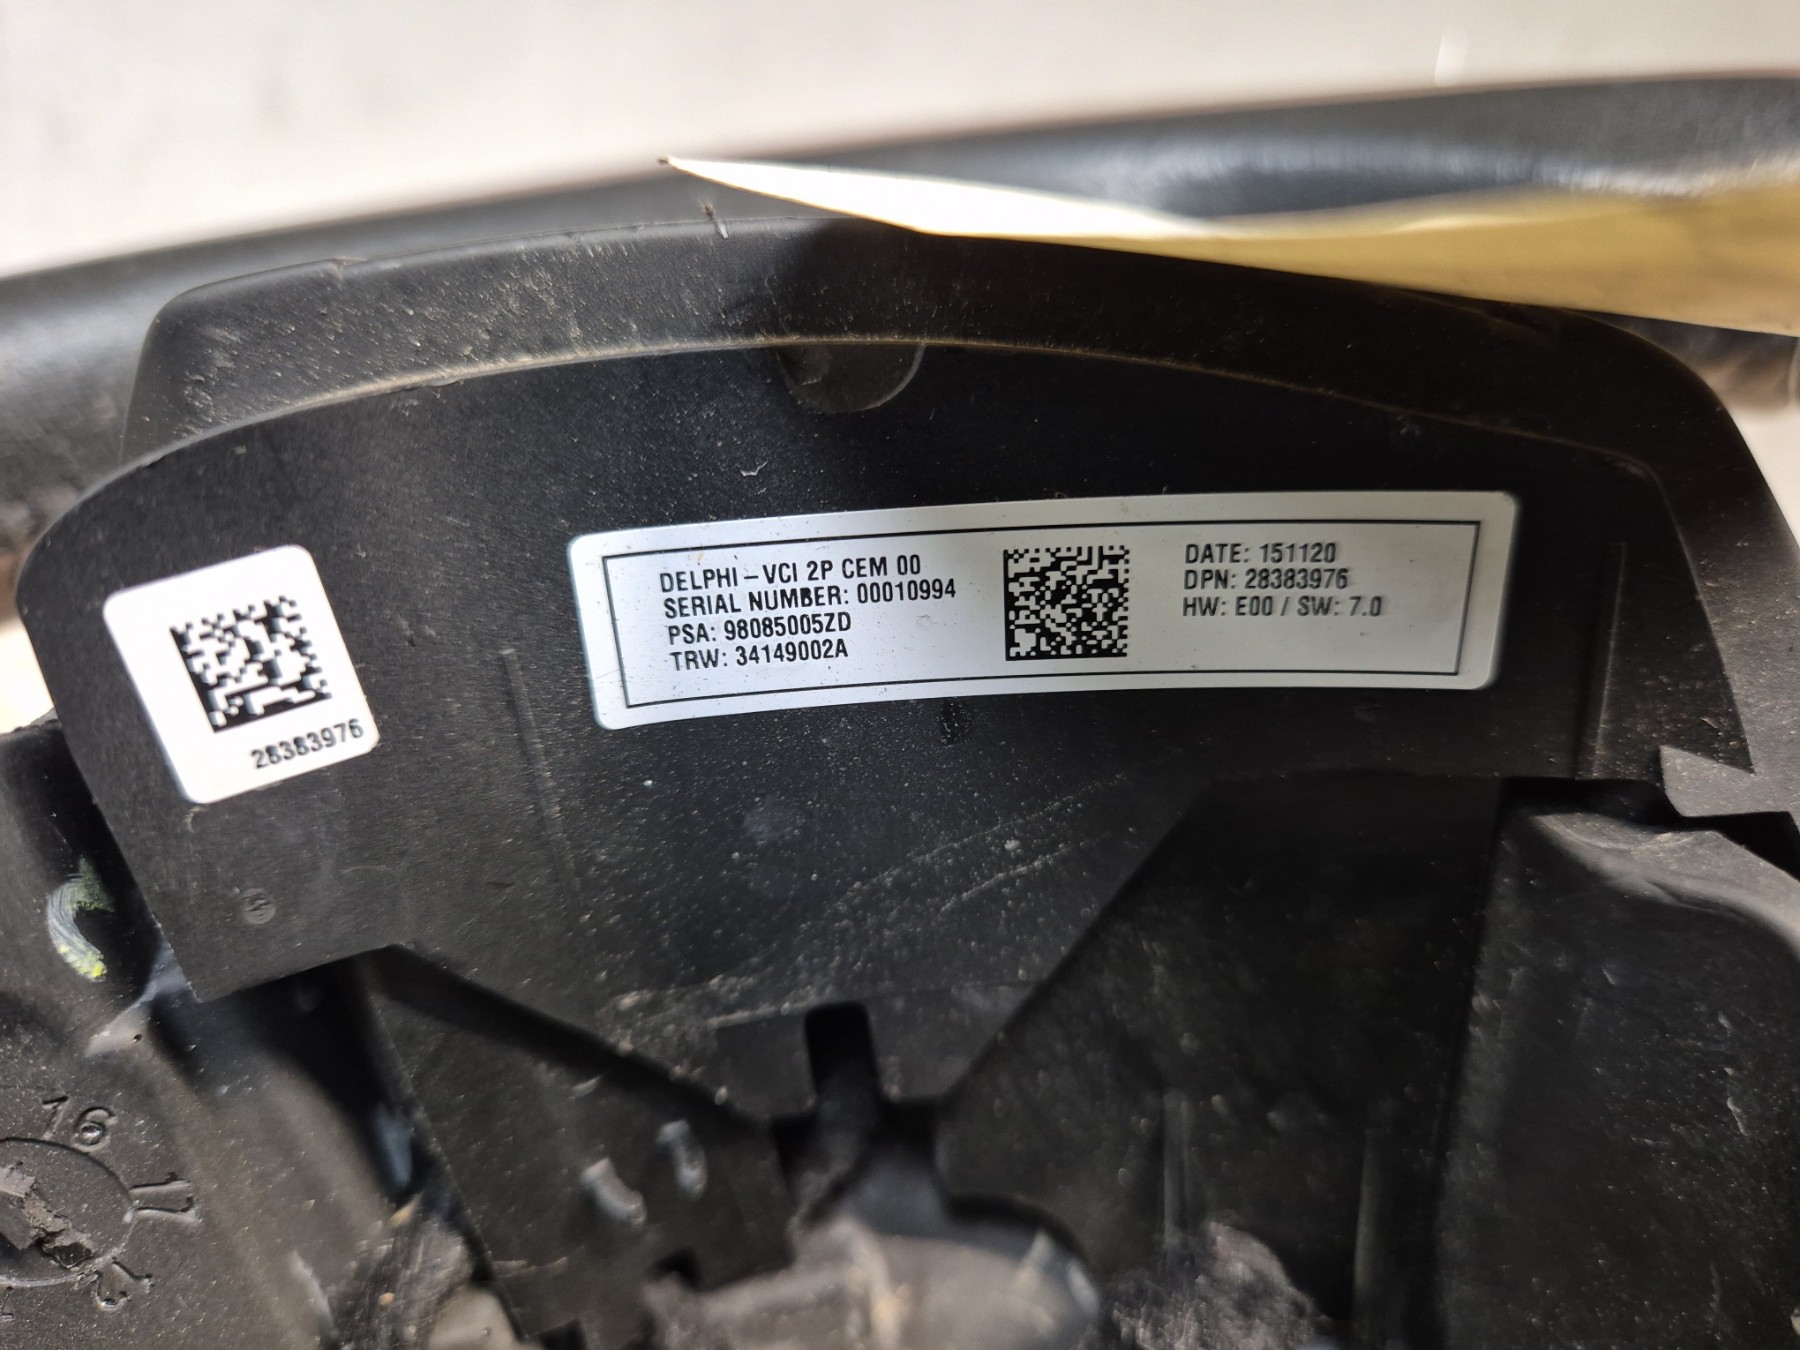 28383976
DELPHI - VCI 2P CEM 00
SERIAL NUMBER: 00010994
PSA: 98085005ZD
TRW: 34149002A
DATE: 151120
DPN: 28383976
HW: E00 / SW: 7.0
16